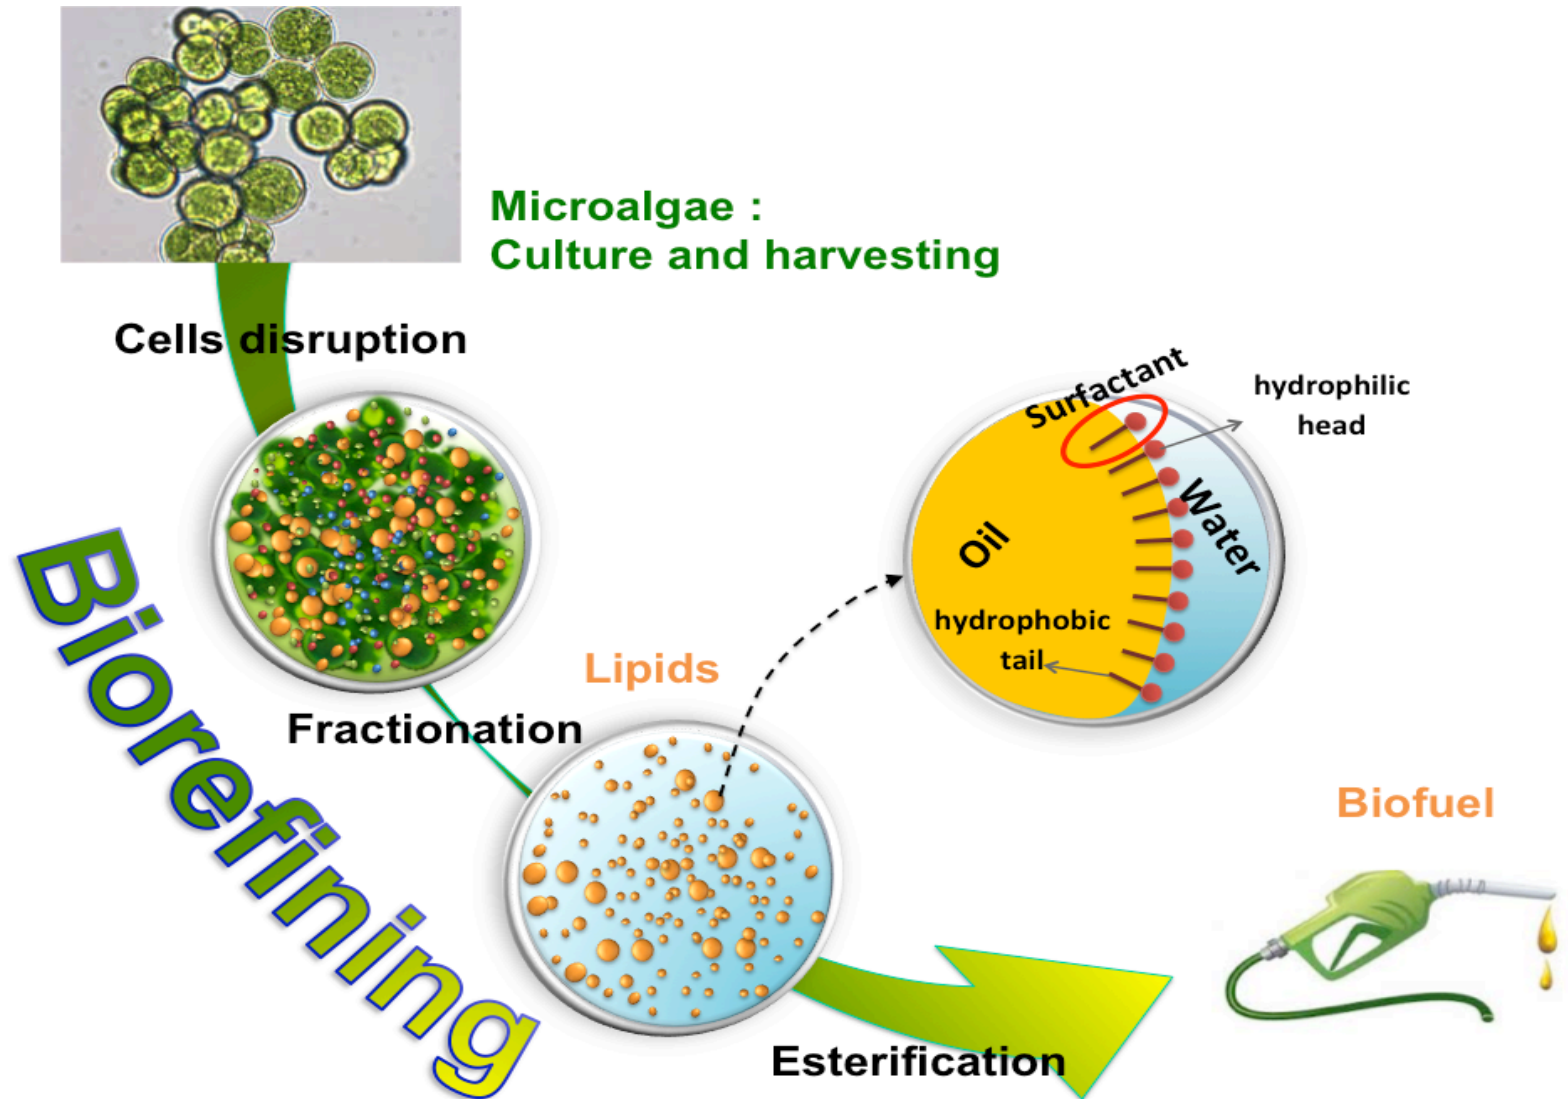 Microalgae :
Culture and harvesting
Cells disruption
Surfactant
hydrophilic
head
Water
Oil
hydrophobic
tail
Lipids
Fractionation
Biorefining
Biofuel
Esterification